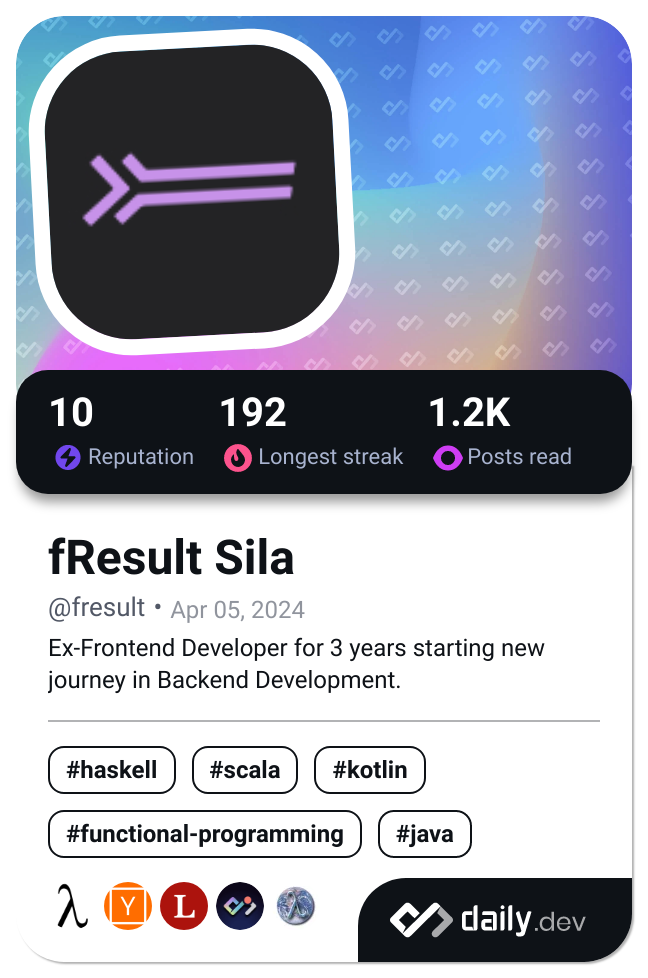 10 192 1.2K
Reputation Longest streak Posts read
fResult Sila
@fresult • Apr 05, 2024
Ex-Frontend Developer for 3 years starting new
journey in Backend Development.
#haskell #scala #kotlin
#functional-programming #java
λ Y L
daily.dev